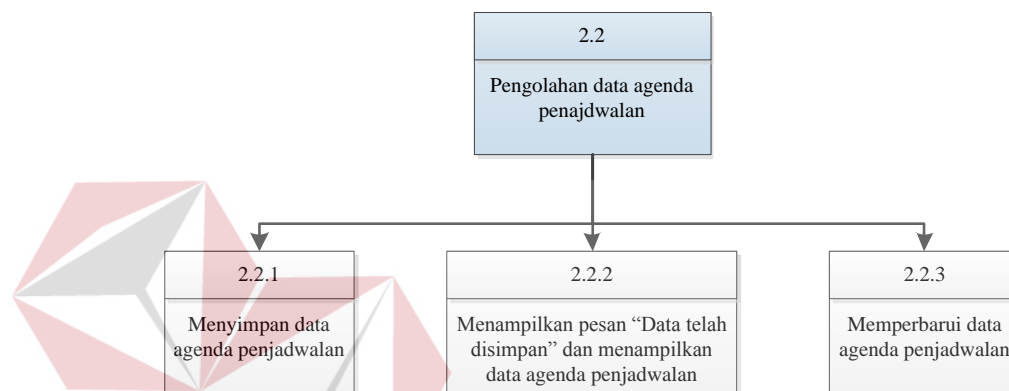 2.2
Pengolahan data agenda
penajdwalan
2.2.1
2.2.2
2.2.3
Menyimpan data
agenda penjadwalan
Menampilkan pesan “Data telah
disimpan” dan menampilkan
data agenda penjadwalan
Memperbarui data
agenda penjadwalan